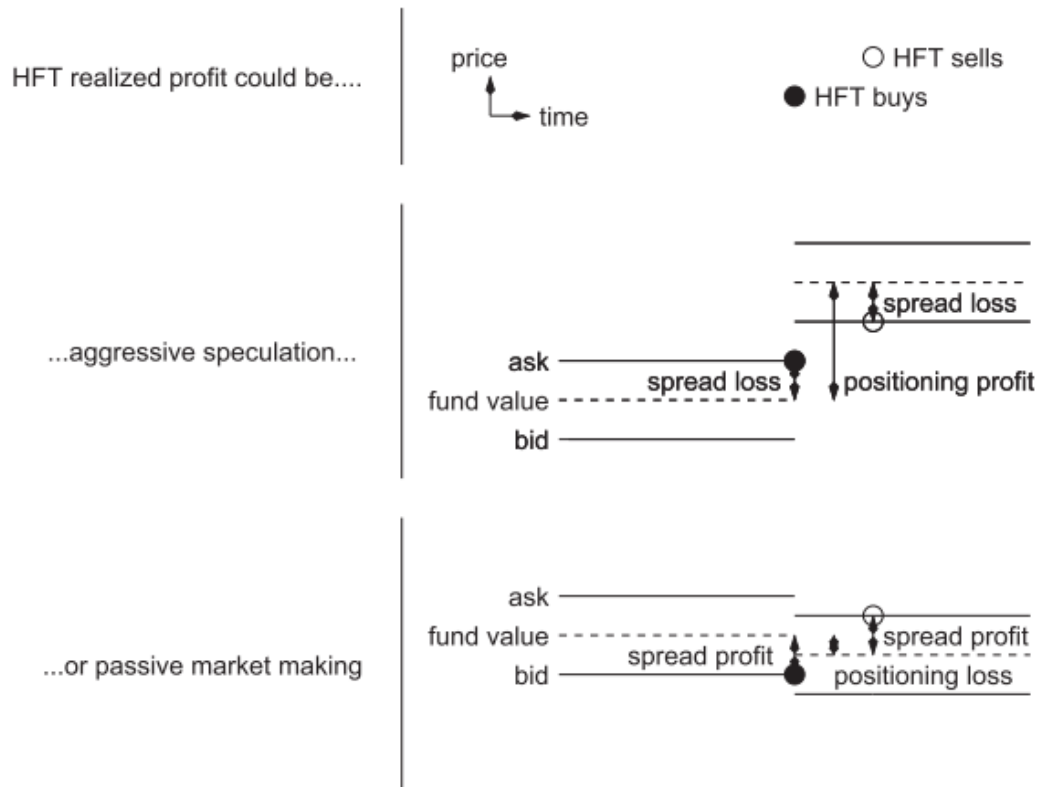 HFT realized profit could be....
price
time
HFT sells
HFT buys
...aggressive speculation...
spread loss
ask
spread loss
positioning profit
fund value
bid
...or passive market making
ask
fund value
spread profit
spread profit
bid
positioning loss